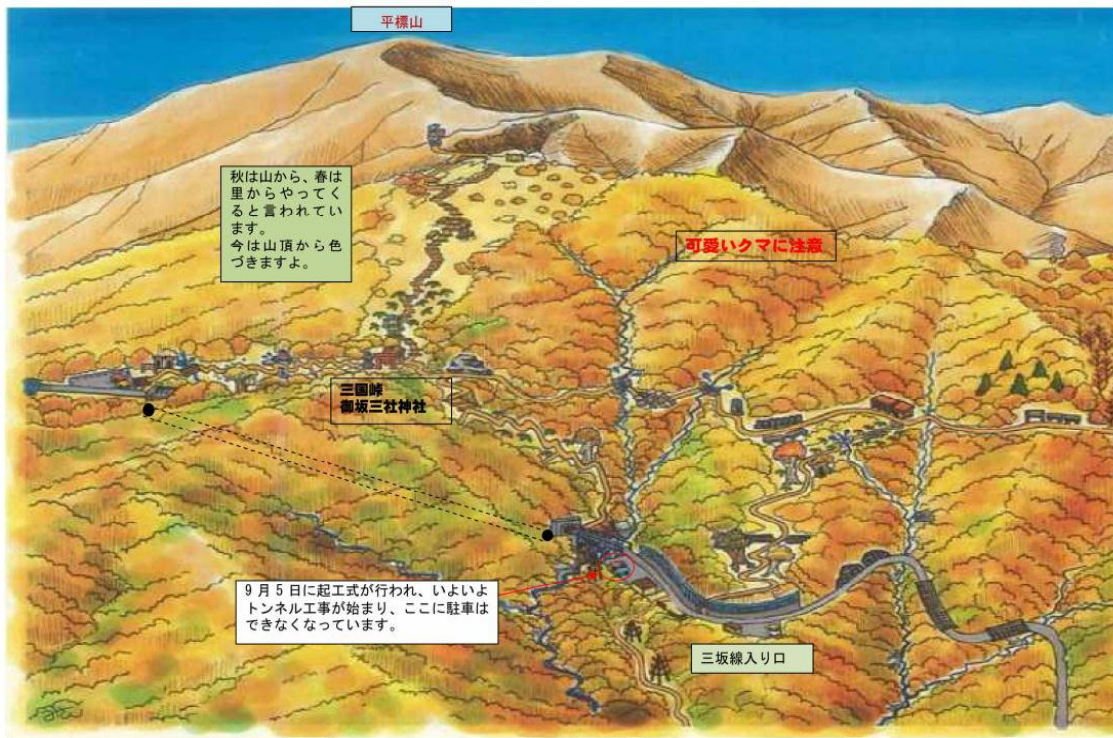 平標山
秋は山から、春は
里からやってく
ると言われてい
ます。
今は山頂から色
づきますよ。
可愛いクマに注意
三国峠
御坂三社神社
9月5日に起工式が行われ、いよいよ
トンネル工事が始まり、ここに駐車は
できなくなっています。
三坂線入り口